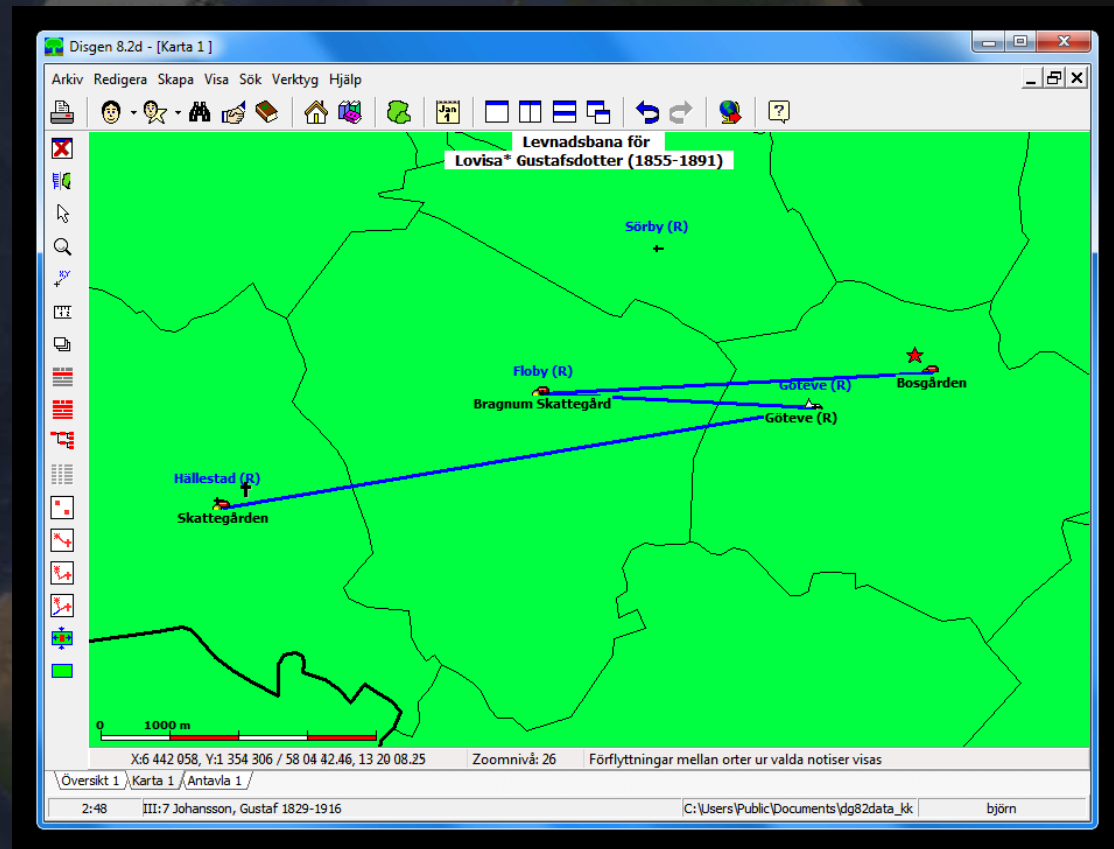 Disgen 8.2d - [Karta 1 ]
Arkiv Redigera Skapa Visa Sök Verktyg Hjälp
Jan
1
?
Levnadsbana för
Lovisa* Gustafsdotter (1855-1891)
XY
Sörby (R)
Floby (R)
Bragnum Skattegård
Göteve (R)
Bosgården
Göteve (R)
Hällestad (R)
Skattegården
0 1000 m
X:6 442 058, Y:1 354 306 / 58 04 42.46, 13 20 08.25 Zoomnivå: 26 Förflyttningar mellan orter ur valda notiser visas
Översikt 1 Karta 1 Antavla 1
2:48 III:7 Johansson, Gustaf 1829-1916 C:\Users\Public\Documents\dg82data_kk björn